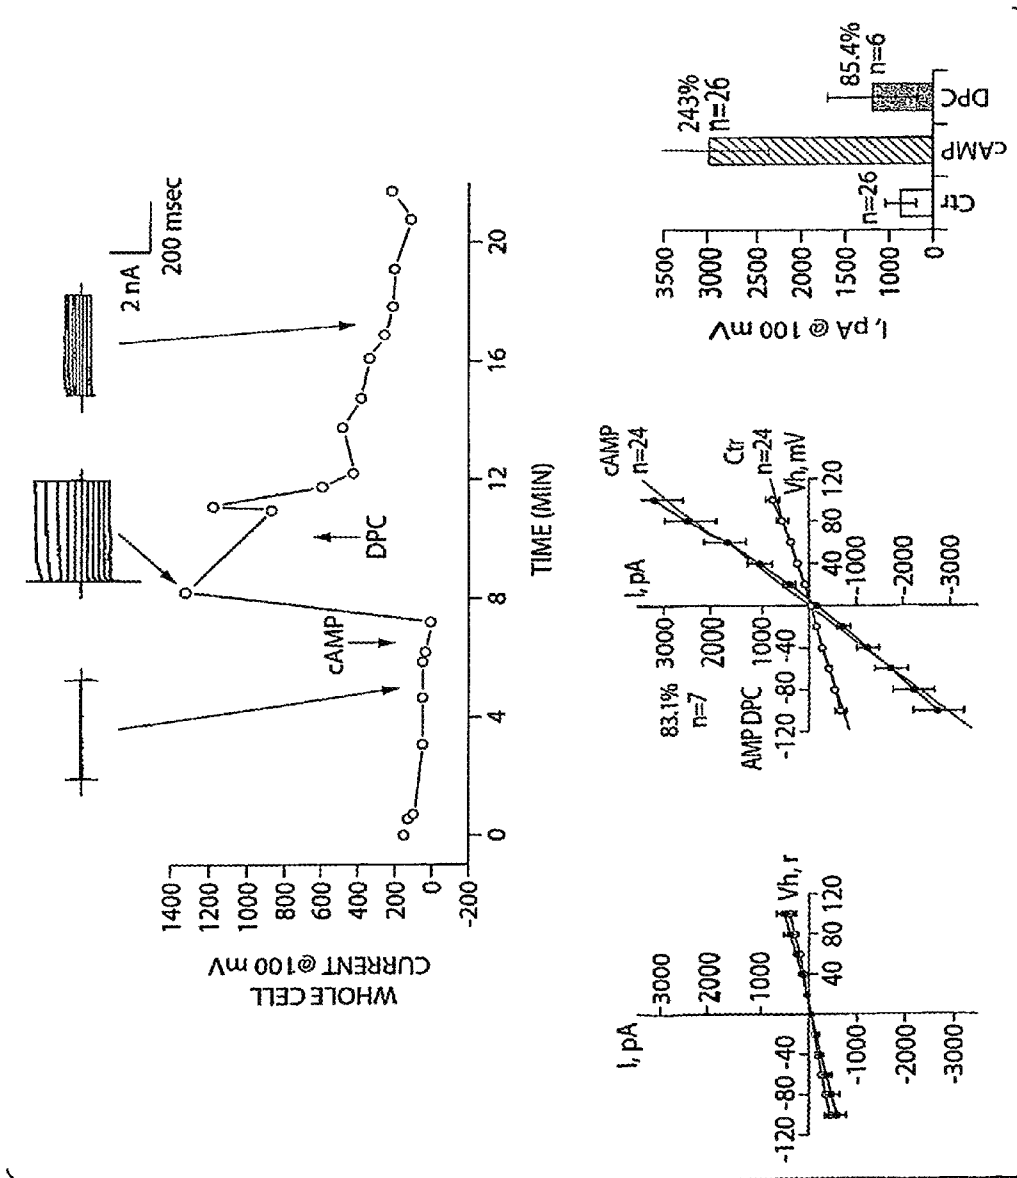 2 nA
200 msec
WHOLE CELL
CURRENT @100 mV
1400
1200
1000
800
600
400
200
0
-200
cAMP
DPC
0
4
8
12
16
20
TIME (MIN)
I, pA
3000
2000
1000
Vh, r
-120 -80 -40
40 80 120
-1000
-2000
-3000
I, pA
3000
2000
1000
cAMP
n=24
Ctr
n=24
Vh, mV
83.1%
n=7
AMP DPC
-120 -80 -40
40 80 120
-1000
-2000
-3000
I, pA @ 100 mV
3500
3000
2500
2000
1500
1000
0
n=26
243%
n=26
85.4%
n=6
Ctr
cAMP
DPC